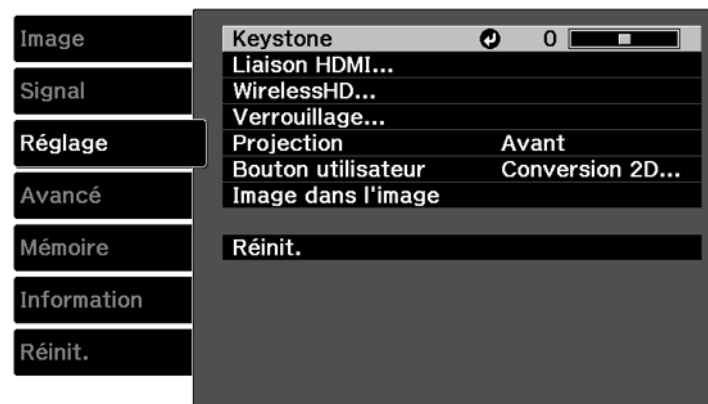 Image
Signal
Réglage
Avancé
Mémoire
Information
Réinit.
Keystone 0
Liaison HDMI...
WirelessHD...
Verrouillage...
Projection Avant
Bouton utilisateur Conversion 2D...
Image dans l'image
Réinit.